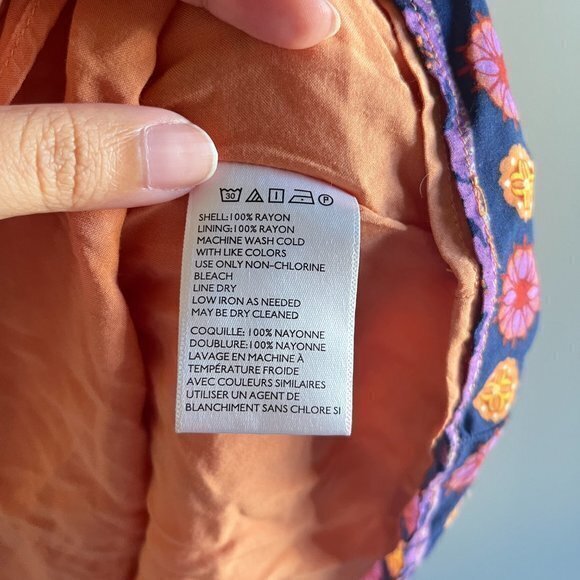 30 P
SHELL:100% RAYON
LINING:100% RAYON
MACHINE WASH COLD
WITH LIKE COLORS
USE ONLY NON-CHLORINE
BLEACH
LINE DRY
LOW IRON AS NEEDED
MAY BE DRY CLEANED
COQUILLE: 100% NAYONNE
DOUBLURE: 100% NAYONNE
LAVAGE EN MACHINE À
TEMPÉRATURE FROIDE
AVEC COULEURS SIMILAIRES
UTILISER UN AGENT DE
BLANCHIMENT SANS CHLORE SI